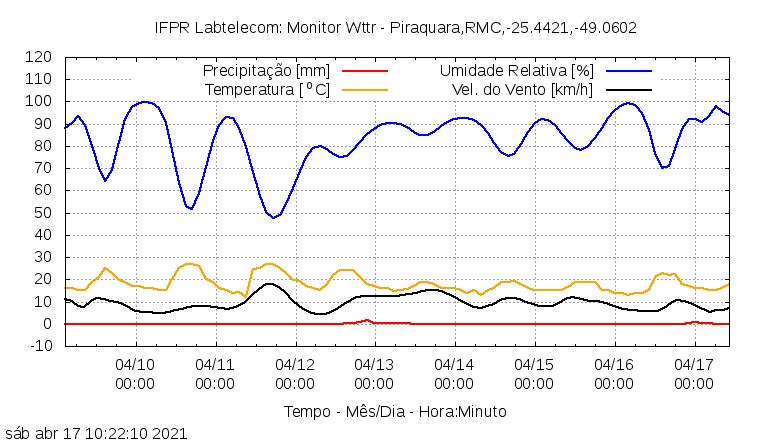 IFPR Labtelecom: Monitor Wttr - Piraquara,RMC,-25.4421,-49.0602
Precipitação [mm]
Temperatura [⁰C]
Umidade Relativa [%]
Vel. do Vento [km/h]
120
110
100
90
80
70
60
50
40
30
20
10
0
-10
04/10 04/11 04/12 04/13 04/14 04/15 04/16 04/17
00:00 00:00 00:00 00:00 00:00 00:00 00:00 00:00
Tempo - Mês/Dia - Hora:Minuto
sáb abr 17 10:22:10 2021